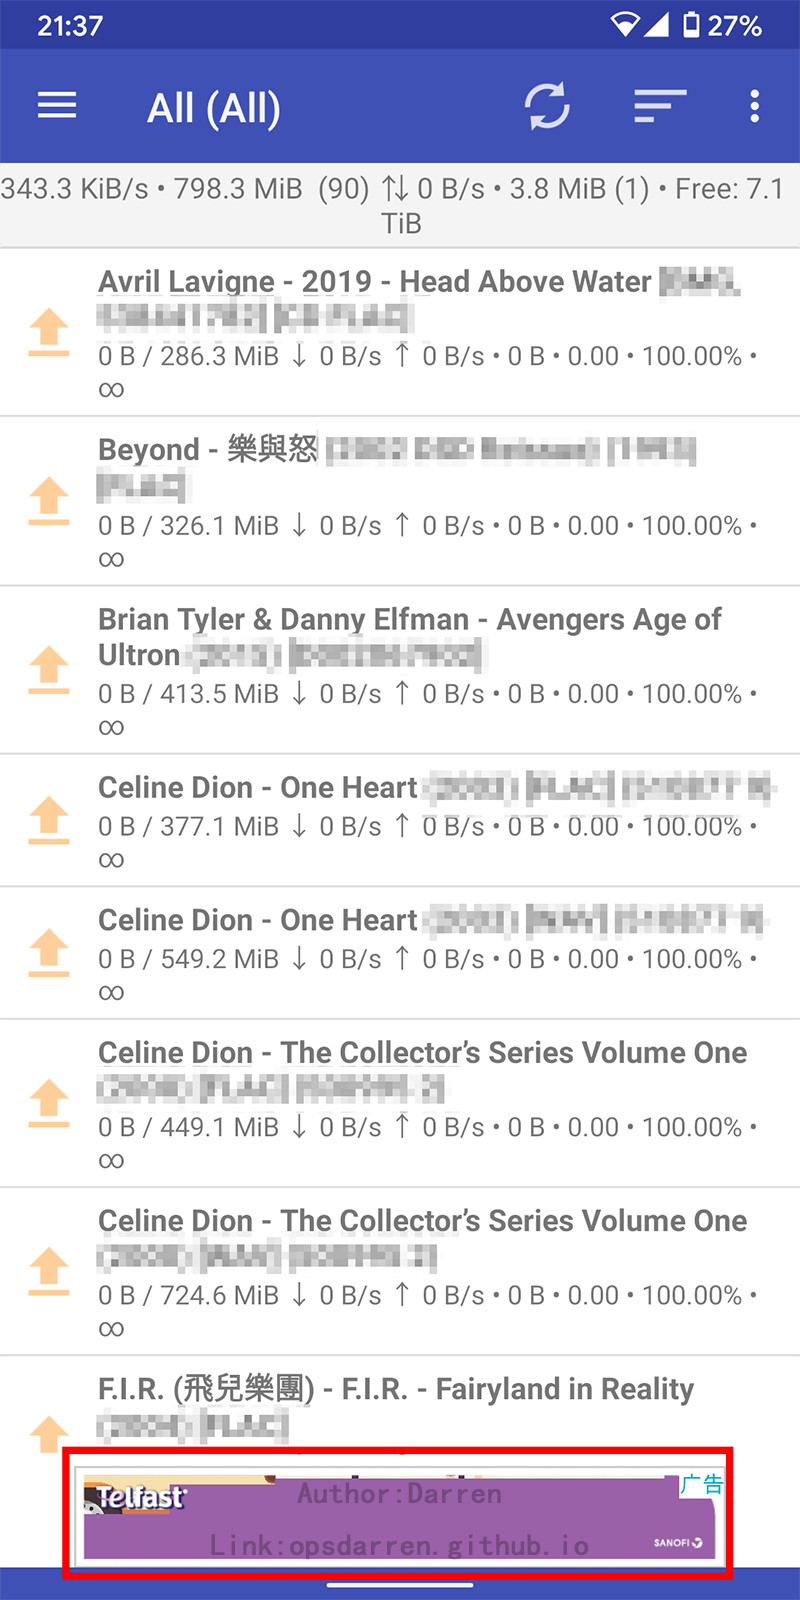 21:37 27%
All (All)
343.3 KiB/s • 798.3 MiB (90) ↑↓ 0 B/s • 3.8 MiB (1) • Free: 7.1
TiB
Avril Lavigne - 2019 - Head Above Water
0 B / 286.3 MiB ↓ 0 B/s ↑ 0 B/s • 0 B • 0.00 • 100.00% •
∞
Beyond - 樂與怒
0 B / 326.1 MiB ↓ 0 B/s ↑ 0 B/s • 0 B • 0.00 • 100.00% •
∞
Brian Tyler & Danny Elfman - Avengers Age of
Ultron
0 B / 413.5 MiB ↓ 0 B/s ↑ 0 B/s • 0 B • 0.00 • 100.00% •
∞
Celine Dion - One Heart
0 B / 377.1 MiB ↓ 0 B/s ↑ 0 B/s • 0 B • 0.00 • 100.00% •
∞
Celine Dion - One Heart
0 B / 549.2 MiB ↓ 0 B/s ↑ 0 B/s • 0 B • 0.00 • 100.00% •
∞
Celine Dion - The Collector’s Series Volume One
0 B / 449.1 MiB ↓ 0 B/s ↑ 0 B/s • 0 B • 0.00 • 100.00% •
∞
Celine Dion - The Collector’s Series Volume One
0 B / 724.6 MiB ↓ 0 B/s ↑ 0 B/s • 0 B • 0.00 • 100.00% •
∞
F.I.R. (飛兒樂團) - F.I.R. - Fairyland in Reality
广告
Telfast
Author:Darren
Link:opsdarren.github.io
SANOFI